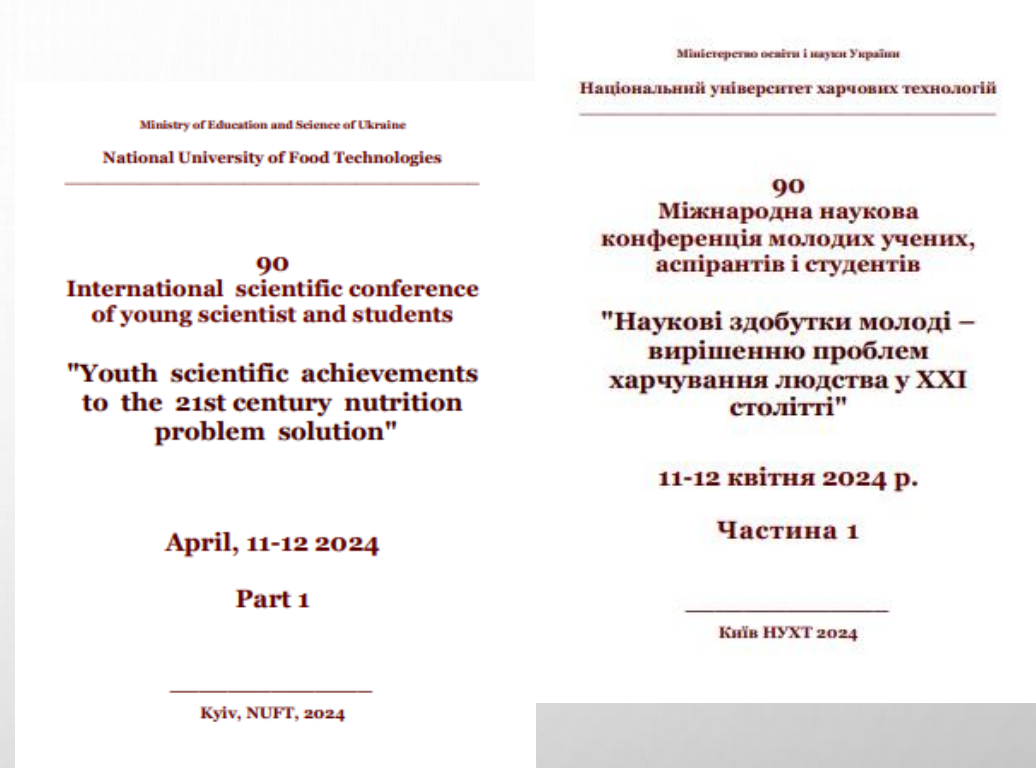 Ministry of Education and Science of Ukraine
National University of Food Technologies
90
International scientific conference
of young scientist and students
"Youth scientific achievements
to the 21st century nutrition
problem solution"
April, 11-12 2024
Part 1
Kyiv, NUFT, 2024
Міністерство освіти і науки України
Національний університет харчових технологій
90
Міжнародна наукова
конференція молодих учених,
аспірантів і студентів
"Наукові здобутки молоді –
вирішенню проблем
харчування людства у ХХІ
столітті"
11-12 квітня 2024 р.
Частина 1
Київ НУХТ 2024